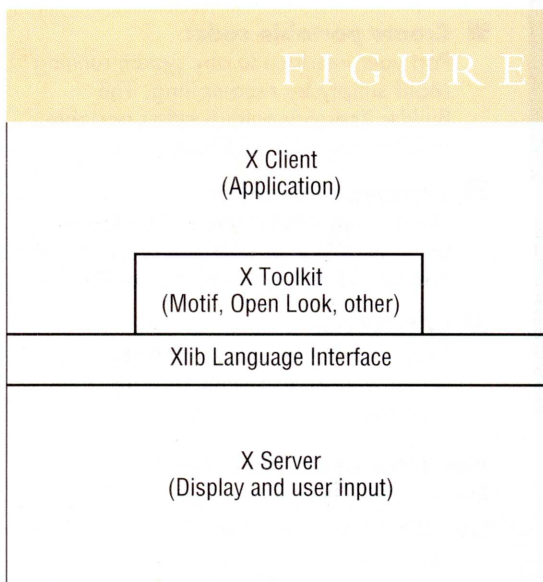 FIGURE
X Client
(Application)
X Toolkit
(Motif, Open Look, other)
Xlib Language Interface
X Server
(Display and user input)